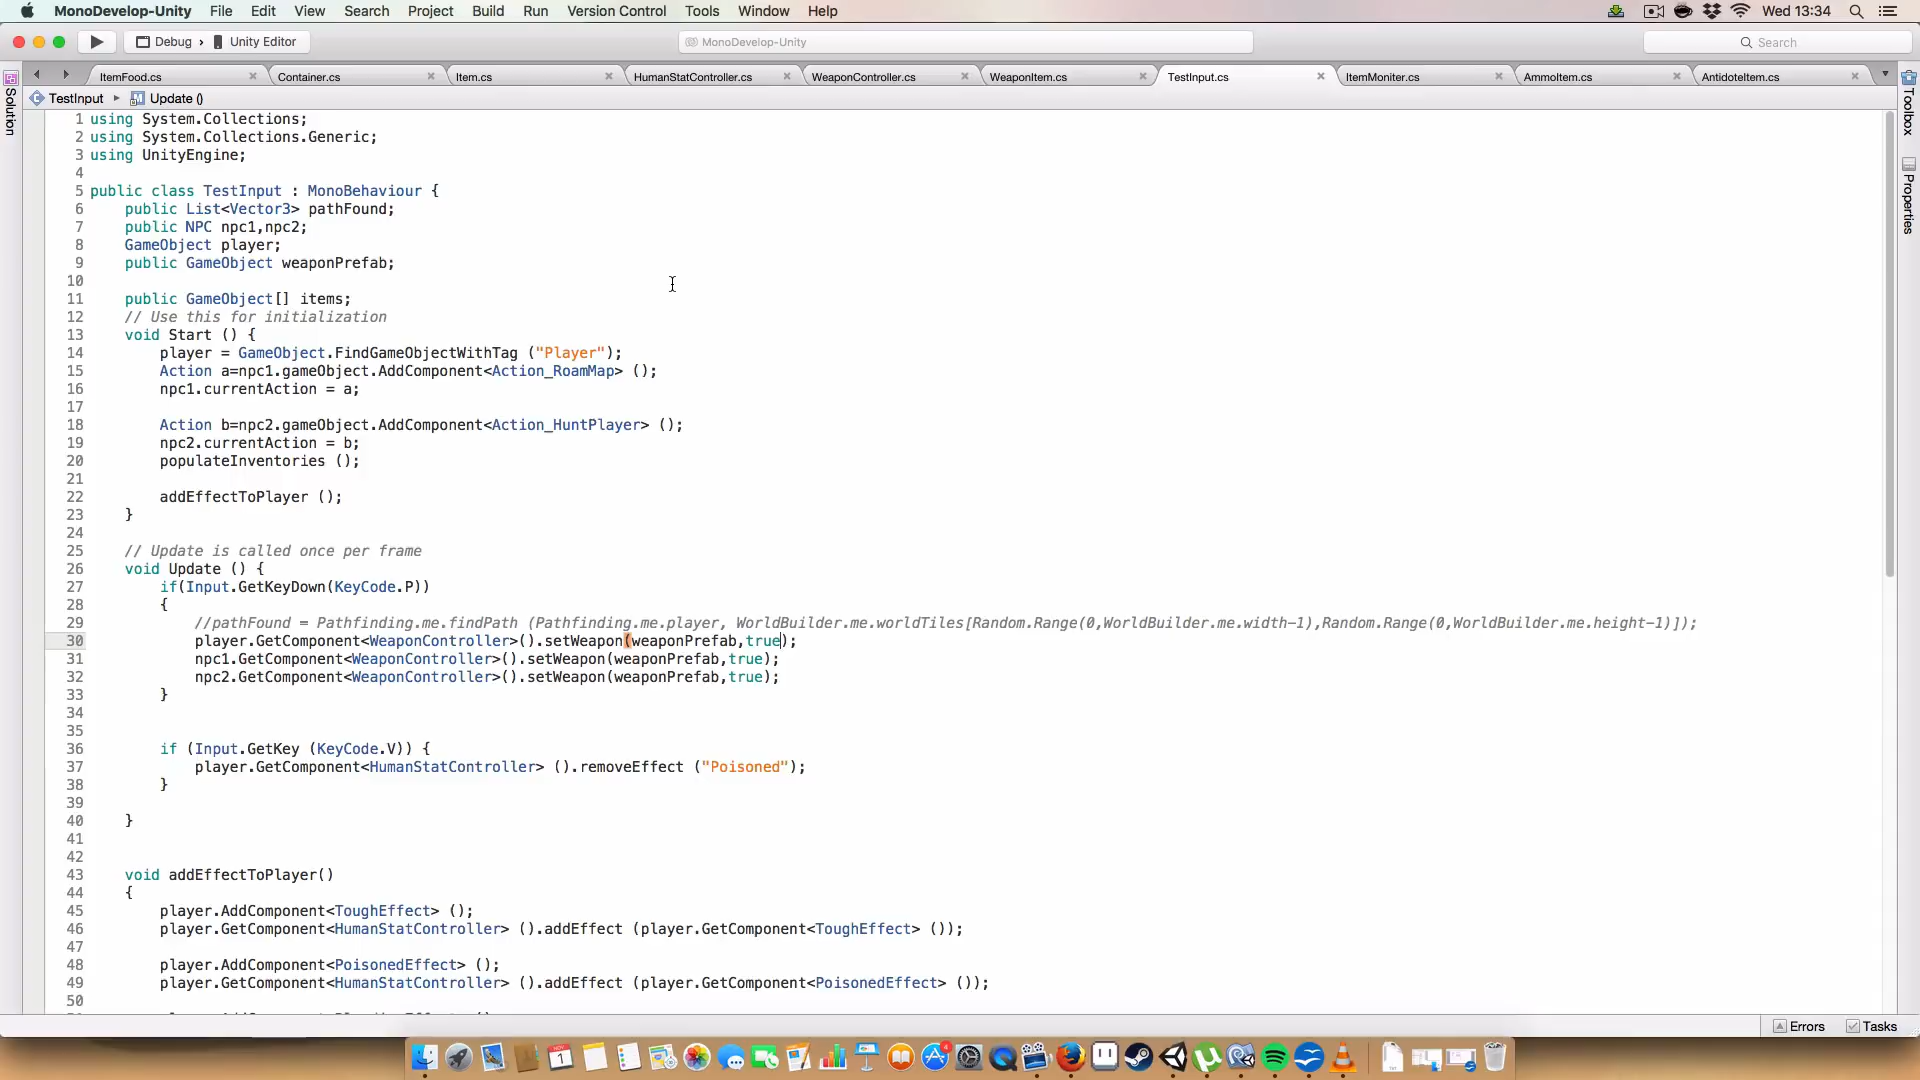 MonoDevelop-Unity File Edit View Search Project Build Run Version Control Tools Window Help Wed 13:34
Debug › Unity Editor MonoDevelop-Unity Search
ItemFood.cs Container.cs Item.cs HumanStatController.cs WeaponController.cs WeaponItem.cs TestInput.cs ItemMoniter.cs AmmoItem.cs AntidoteItem.cs
TestInput Update ()
Solution
Toolbox
Properties
1 using System.Collections;
2 using System.Collections.Generic;
3 using UnityEngine;
4
5 public class TestInput : MonoBehaviour {
6 public List<Vector3> pathFound;
7 public NPC npc1,npc2;
8 GameObject player;
9 public GameObject weaponPrefab;
10
11 public GameObject[] items;
12 // Use this for initialization
13 void Start () {
14 player = GameObject.FindGameObjectWithTag ("Player");
15 Action a=npc1.gameObject.AddComponent<Action_RoamMap> ();
16 npc1.currentAction = a;
17
18 Action b=npc2.gameObject.AddComponent<Action_HuntPlayer> ();
19 npc2.currentAction = b;
20 populateInventories ();
21
22 addEffectToPlayer ();
23 }
24
25 // Update is called once per frame
26 void Update () {
27 if(Input.GetKeyDown(KeyCode.P))
28 {
29 //pathFound = Pathfinding.me.findPath (Pathfinding.me.player, WorldBuilder.me.worldTiles[Random.Range(0,WorldBuilder.me.width-1),Random.Range(0,WorldBuilder.me.height-1)]);
30 player.GetComponent<WeaponController>().setWeapon(weaponPrefab,true);
31 npc1.GetComponent<WeaponController>().setWeapon(weaponPrefab,true);
32 npc2.GetComponent<WeaponController>().setWeapon(weaponPrefab,true);
33 }
34
35
36 if (Input.GetKey (KeyCode.V)) {
37 player.GetComponent<HumanStatController> ().removeEffect ("Poisoned");
38 }
39
40 }
41
42
43 void addEffectToPlayer()
44 {
45 player.AddComponent<ToughEffect> ();
46 player.GetComponent<HumanStatController> ().addEffect (player.GetComponent<ToughEffect> ());
47
48 player.AddComponent<PoisonedEffect> ();
49 player.GetComponent<HumanStatController> ().addEffect (player.GetComponent<PoisonedEffect> ());
50
Errors Tasks